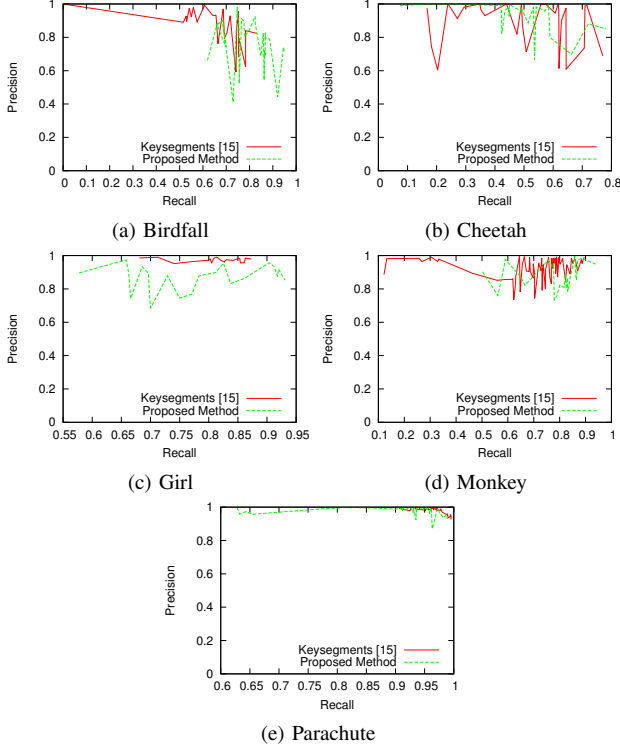 1
0.8
0.6
0.4
0.2
0
Precision
Keysegments [15]
Proposed Method
0 0.1 0.2 0.3 0.4 0.5 0.6 0.7 0.8 0.9 1
Recall
(a) Birdfall
1
0.8
0.6
0.4
0.2
0
Precision
Keysegments [15]
Proposed Method
0 0.1 0.2 0.3 0.4 0.5 0.6 0.7 0.8
Recall
(b) Cheetah
1
0.8
0.6
0.4
0.2
0
Precision
Keysegments [15]
Proposed Method
0.55 0.6 0.65 0.7 0.75 0.8 0.85 0.9 0.95
Recall
(c) Girl
1
0.8
0.6
0.4
0.2
0
Precision
Keysegments [15]
Proposed Method
0.1 0.2 0.3 0.4 0.5 0.6 0.7 0.8 0.9 1
Recall
(d) Monkey
1
0.8
0.6
0.4
0.2
0
Precision
Keysegments [15]
Proposed Method
0.6 0.65 0.7 0.75 0.8 0.85 0.9 0.95 1
Recall
(e) Parachute